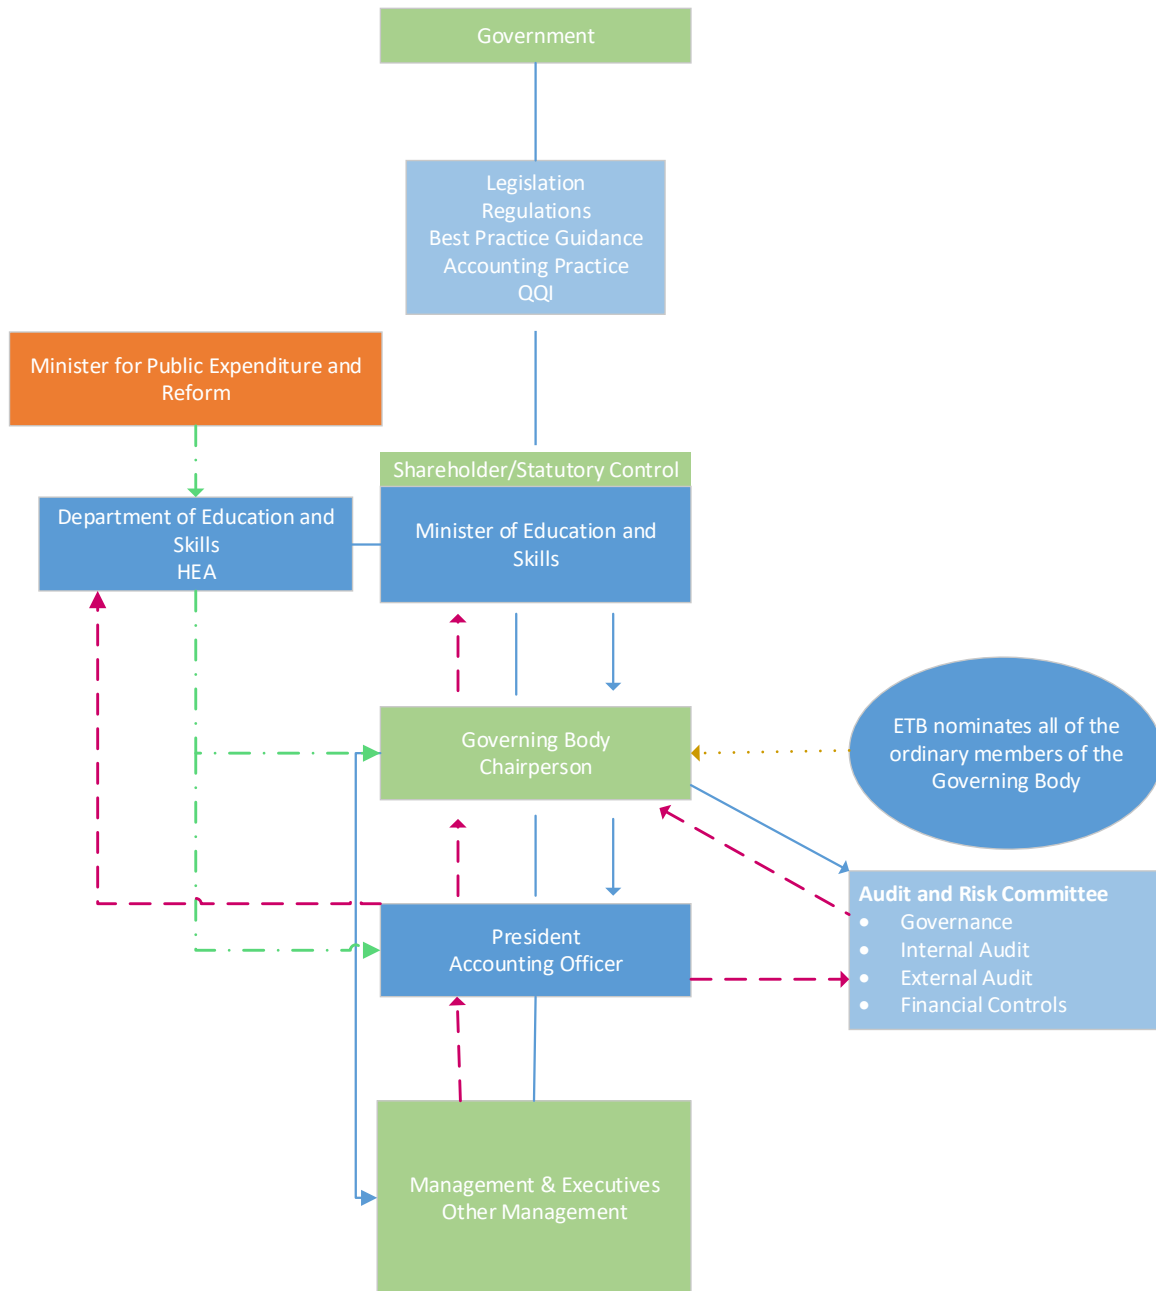 Government
Legislation
Regulations
Best Practice Guidance
Accounting Practice
QQI
Minister for Public Expenditure and
Reform
Shareholder/Statutory Control
Department of Education and
Skills
HEA
Minister of Education and
Skills
Governing Body
Chairperson
ETB nominates all of the
ordinary members of the
Governing Body
Audit and Risk Committee
• Governance
• Internal Audit
• External Audit
• Financial Controls
President
Accounting Officer
Management & Executives
Other Management